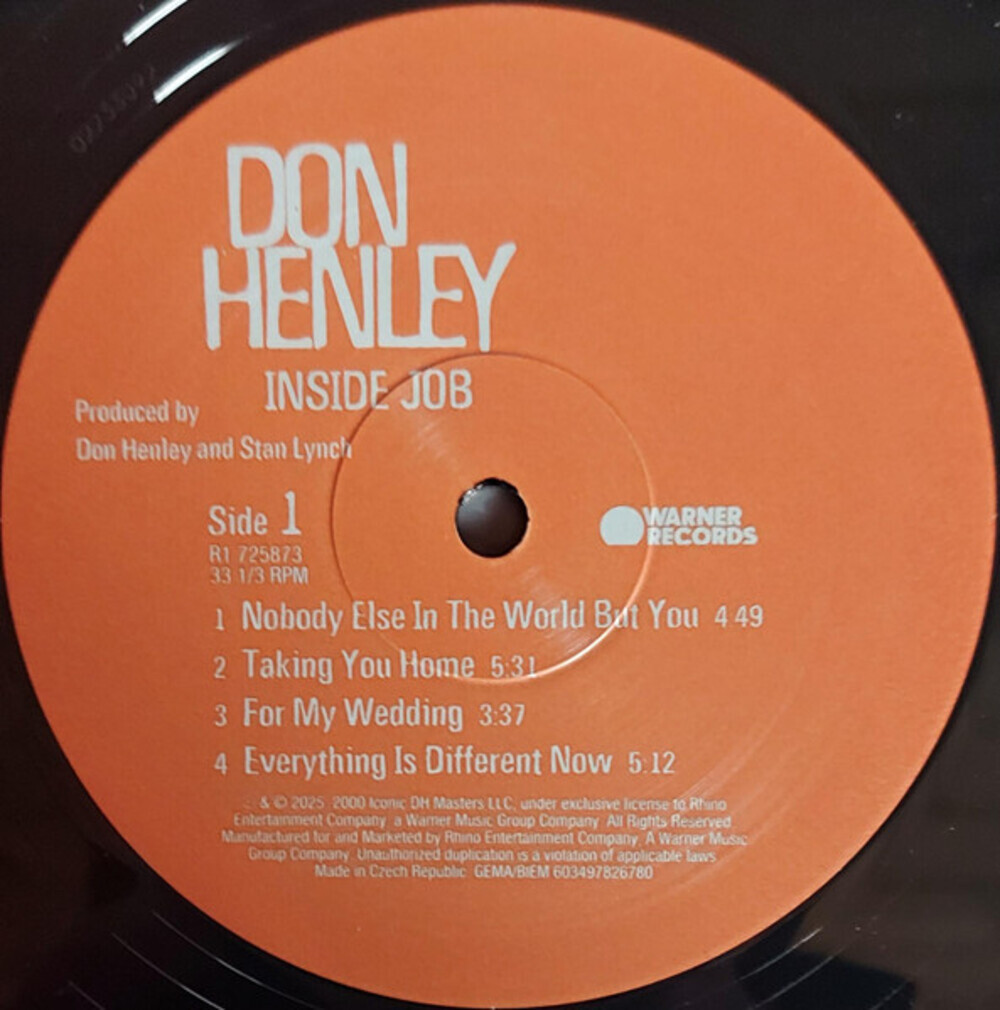 DON
HENLEY
INSIDE JOB
Produced by
Don Henley and Stan Lynch
Side 1
R1 725873
33 1/3 RPM
WARNER
RECORDS
1 Nobody Else In The World But You 4:49
2 Taking You Home 5:31
3 For My Wedding 3:37
4 Everything Is Different Now 5:12
& © 2025, 2000 Iconic DH Masters LLC, under exclusive license to Rhino
Entertainment Company, a Warner Music Group Company. All Rights Reserved.
Manufactured for and Marketed by Rhino Entertainment Company, A Warner Music
Group Company. Unauthorized duplication is a violation of applicable laws.
Made in Czech Republic. GEMA/BIEM 603497826780